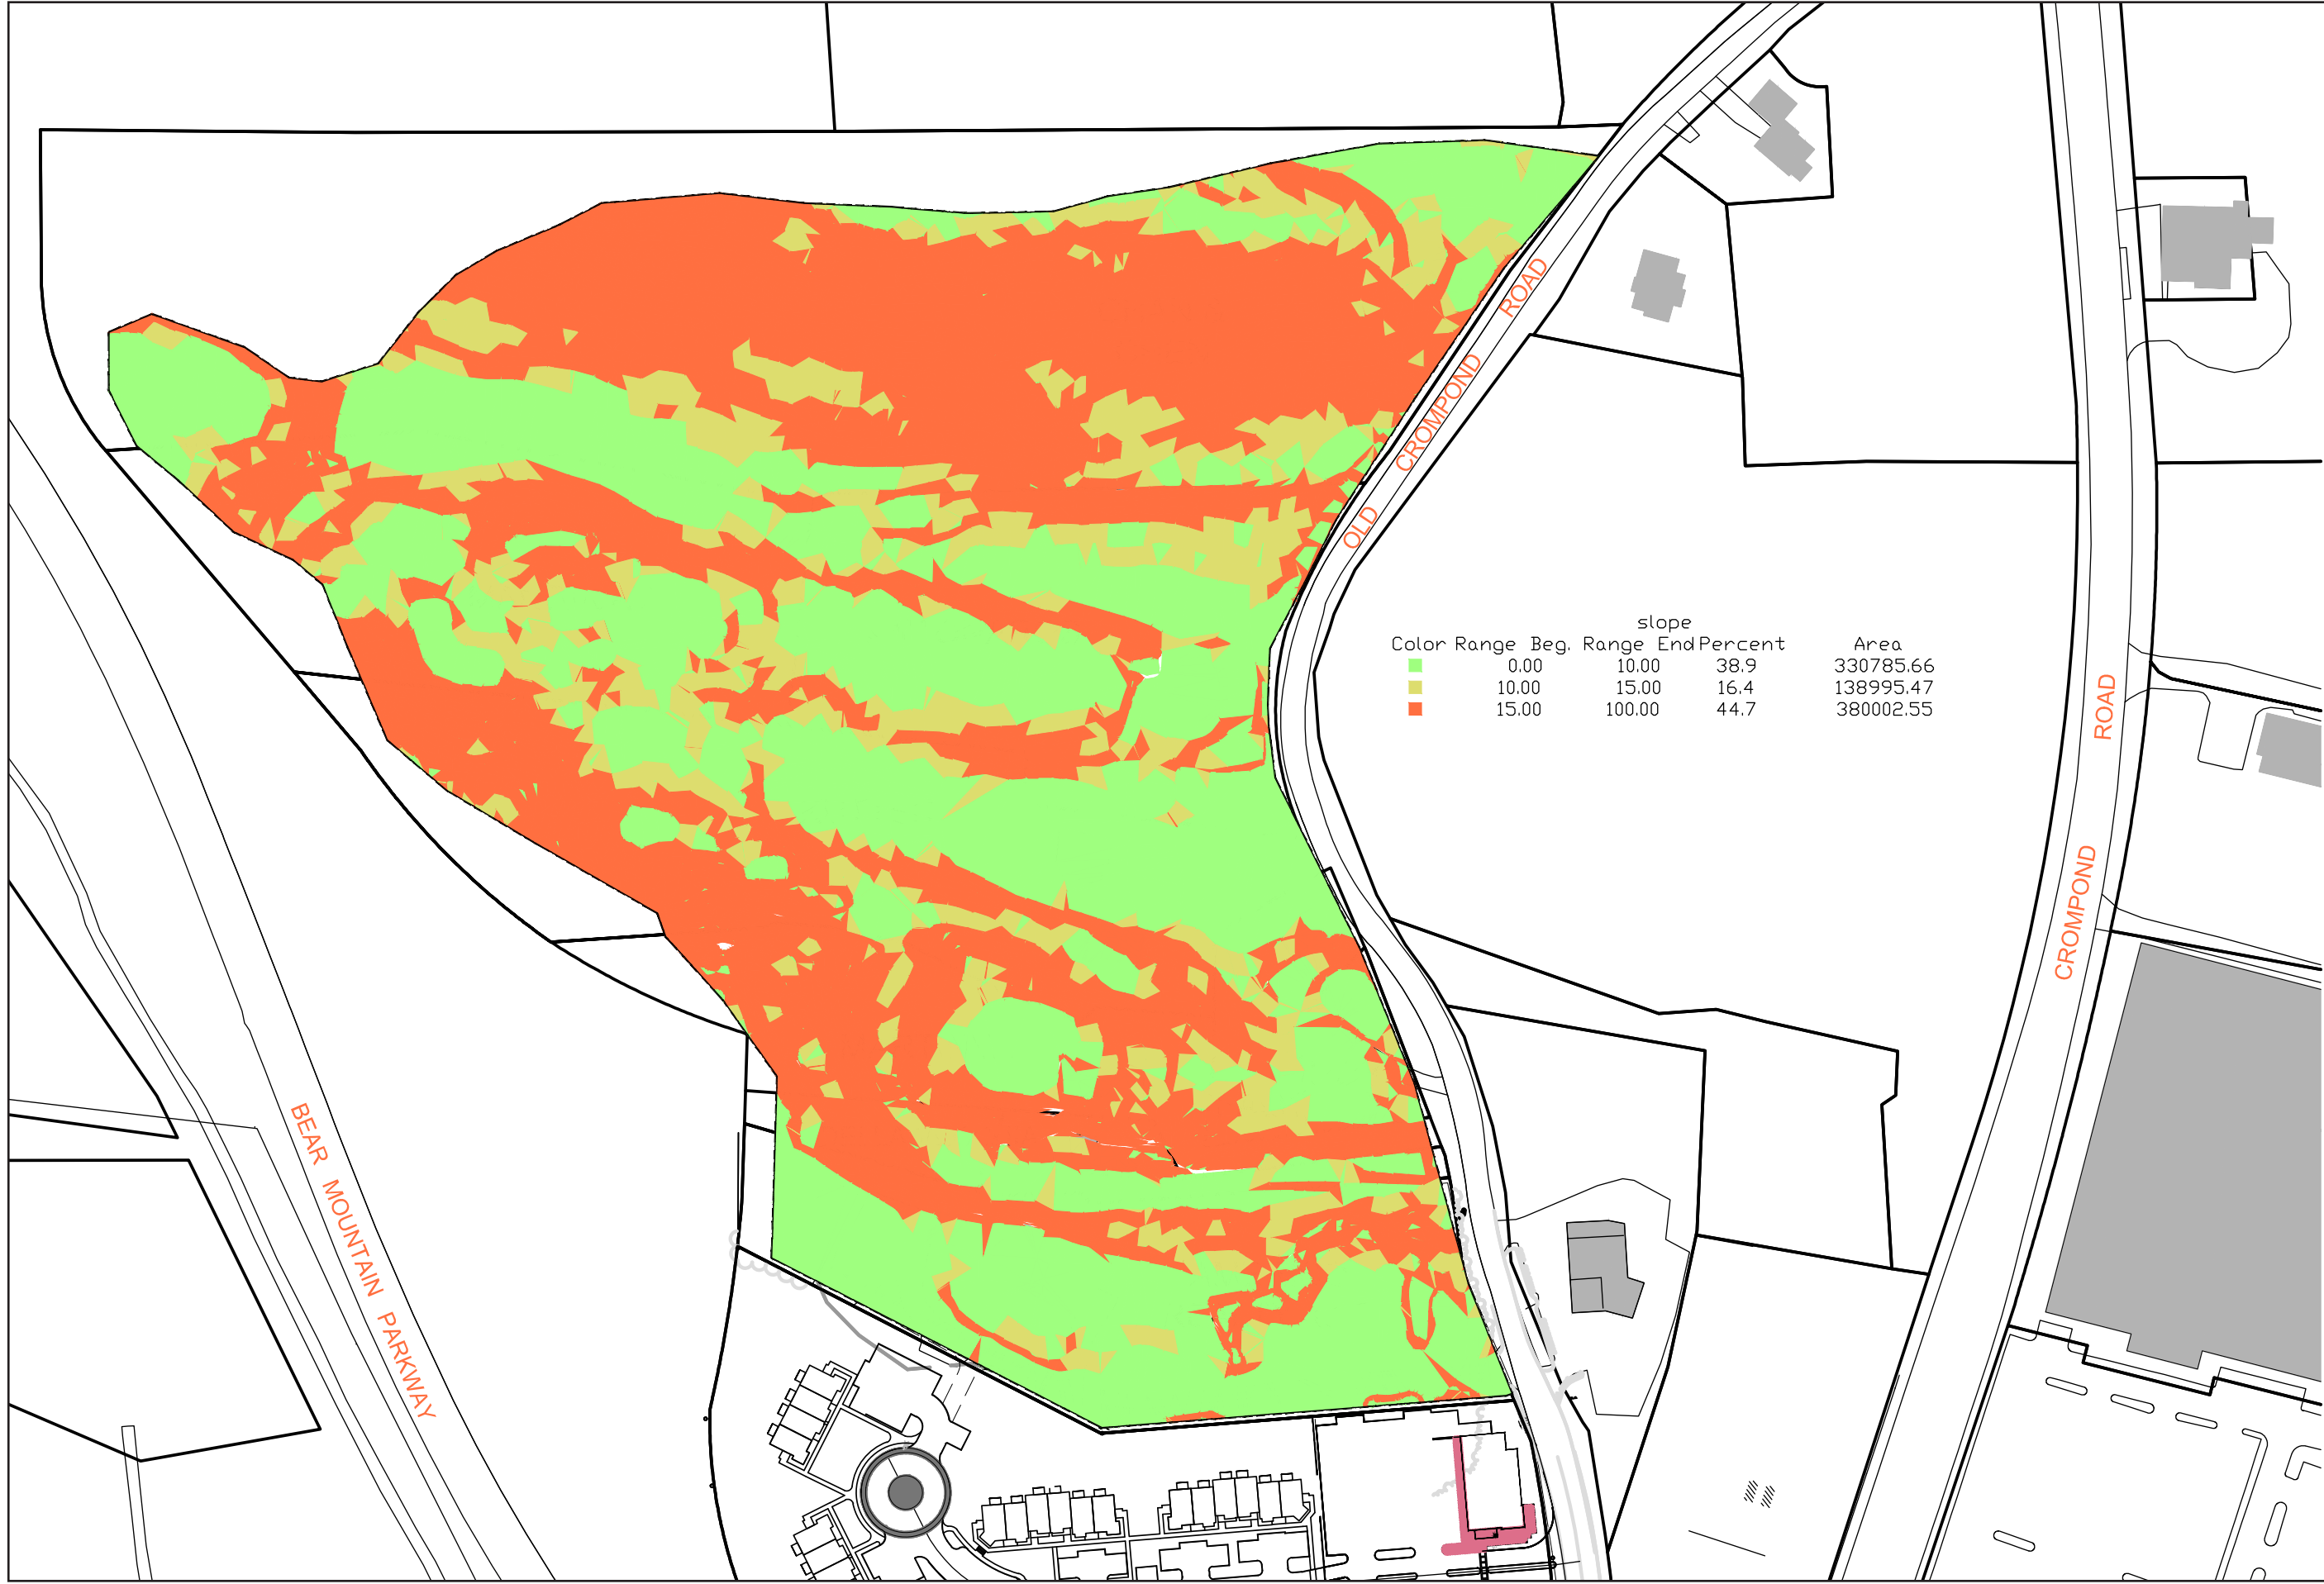 OLD CROMPOND ROAD
slope
Color Range Beg. Range End Percent Area
0.00 10.00 38.9 330785.66
10.00 15.00 16.4 138995.47
15.00 100.00 44.7 380002.55
CROMPOND ROAD
BEAR MOUNTAIN PARKWAY